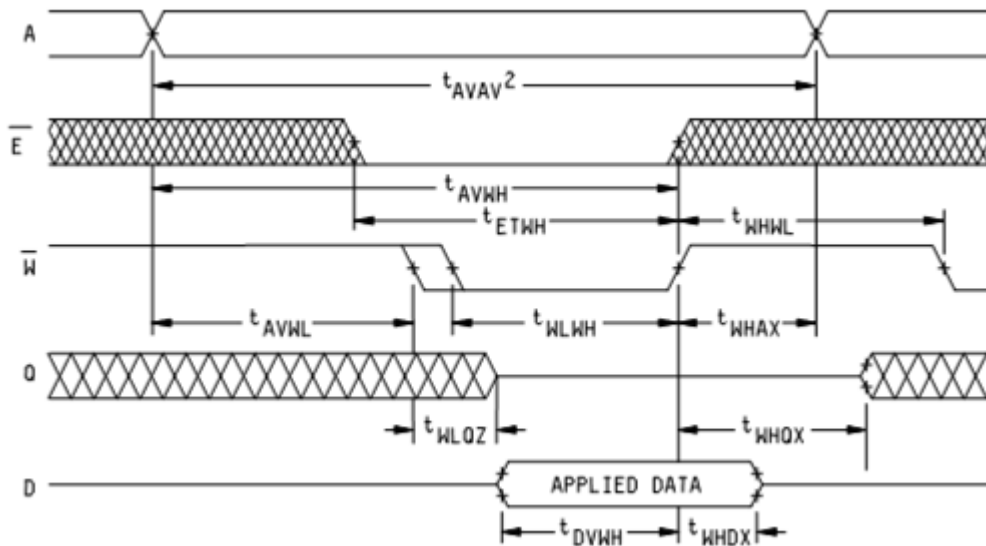 A
tAVAV2
E
tAVWH
tETWH tWHWL
W
tAVWL tWLWH tWHAX
Q
tWLQZ tWHQX
D APPLIED DATA
tDVWH tWHDX